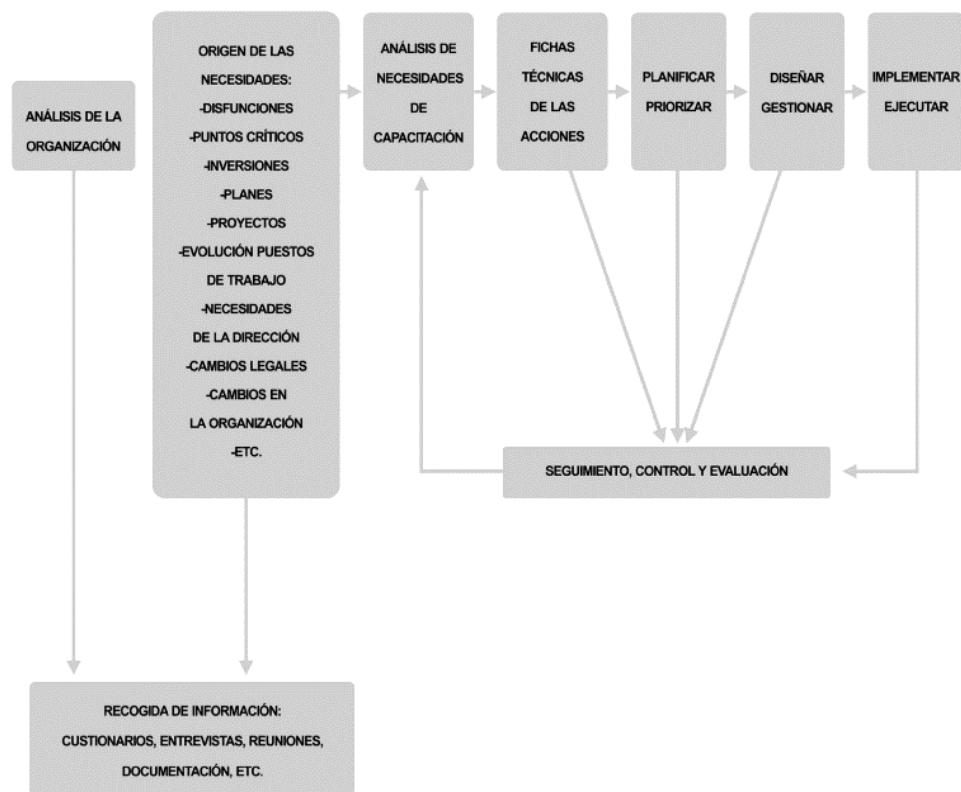 ANÁLISIS DE LA
ORGANIZACIÓN
ORIGEN DE LAS
NECESIDADES:
-DISFUNCIONES
-PUNTOS CRÍTICOS
-INVERSIONES
-PLANES
-PROYECTOS
-EVOLUCIÓN PUESTOS
DE TRABAJO
-NECESIDADES
DE LA DIRECCIÓN
-CAMBIOS LEGALES
-CAMBIOS EN
LA ORGANIZACIÓN
-ETC.
ANÁLISIS DE
NECESIDADES
DE
CAPACITACIÓN
FICHAS
TÉCNICAS
DE LAS
ACCIONES
PLANIFICAR
PRIORIZAR
DISEÑAR
GESTIONAR
IMPLEMENTAR
EJECUTAR
SEGUIMIENTO, CONTROL Y EVALUACIÓN
RECOGIDA DE INFORMACIÓN:
CUSTIONARIOS, ENTREVISTAS, REUNIONES,
DOCUMENTACIÓN, ETC.